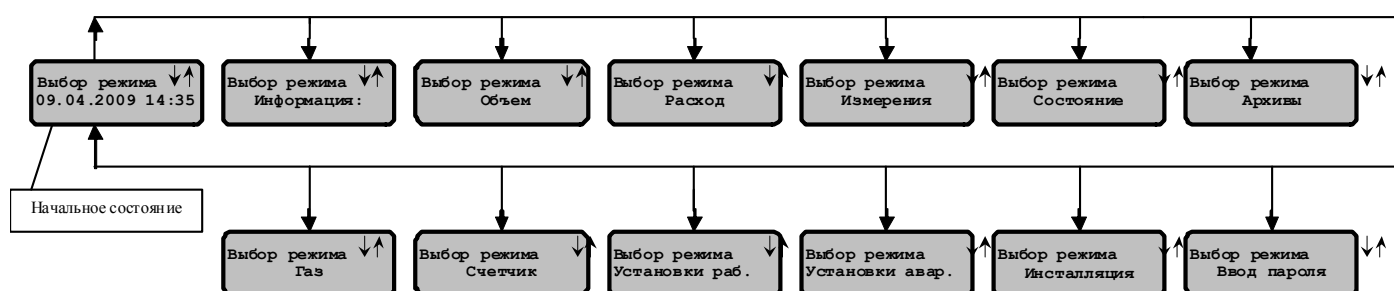 Выбор режима ↓↑
09.04.2009 14:35
Выбор режима ↓↑
Информация:
Выбор режима ↓↑
Объем
Выбор режима ↓↑
Расход
Выбор режима ↓↑
Измерения
Выбор режима ↓↑
Состояние
Выбор режима ↓↑
Архивы
Начальное состояние
Выбор режима ↓↑
Газ
Выбор режима ↓↑
Счетчик
Выбор режима ↓↑
Установки раб.
Выбор режима ↓↑
Установки авар.
Выбор режима ↓↑
Инсталляция
Выбор режима ↓↑
Ввод пароля